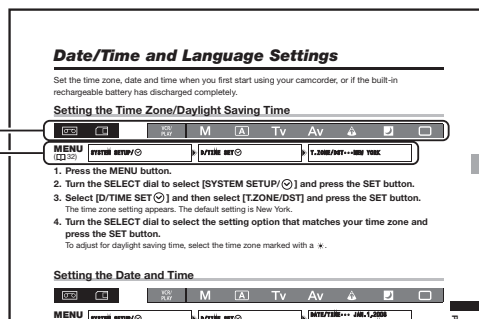 Date/Time and Language Settings
Set the time zone, date and time when you first start using your camcorder, or if the built-in
rechargeable battery has discharged completely.
Setting the Time Zone/Daylight Saving Time
VCR/
PLAY
M A Tv Av
MENU
(32)
SYSTEM SETUP/
D/TIME SET
T.ZONE/DST•••NEW YORK
1. Press the MENU button.
2. Turn the SELECT dial to select [SYSTEM SETUP/ ] and press the SET button.
3. Select [D/TIME SET ] and then select [T.ZONE/DST] and press the SET button.
The time zone setting appears. The default setting is New York.
4. Turn the SELECT dial to select the setting option that matches your time zone and
press the SET button.
To adjust for daylight saving time, select the time zone marked with a ☀.
Setting the Date and Time
VCR/
PLAY
M A Tv Av
MENU
SYSTEM SETUP/
D/TIME SET
DATE/TIME••• JAN.1,2006